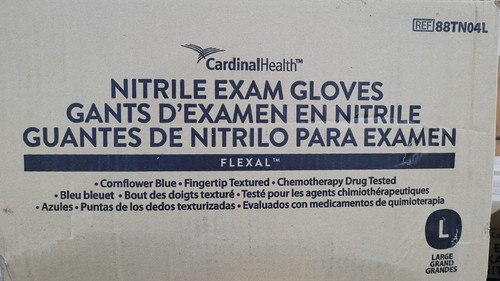 REF 88TN04L
CardinalHealth™
NITRILE EXAM GLOVES
GANTS D'EXAMEN EN NITRILE
GUANTES DE NITRILO PARA EXAMEN
FLEXAL™
• Cornflower Blue • Fingertip Textured • Chemotherapy Drug Tested
• Bleu bleuet • Bout des doigts texturé • Testé pour les agents chimiothérapeutiques
• Azules • Puntas de los dedos texturizadas • Evaluados con medicamentos de quimioterapia
L
LARGE
GRAND
GRANDES